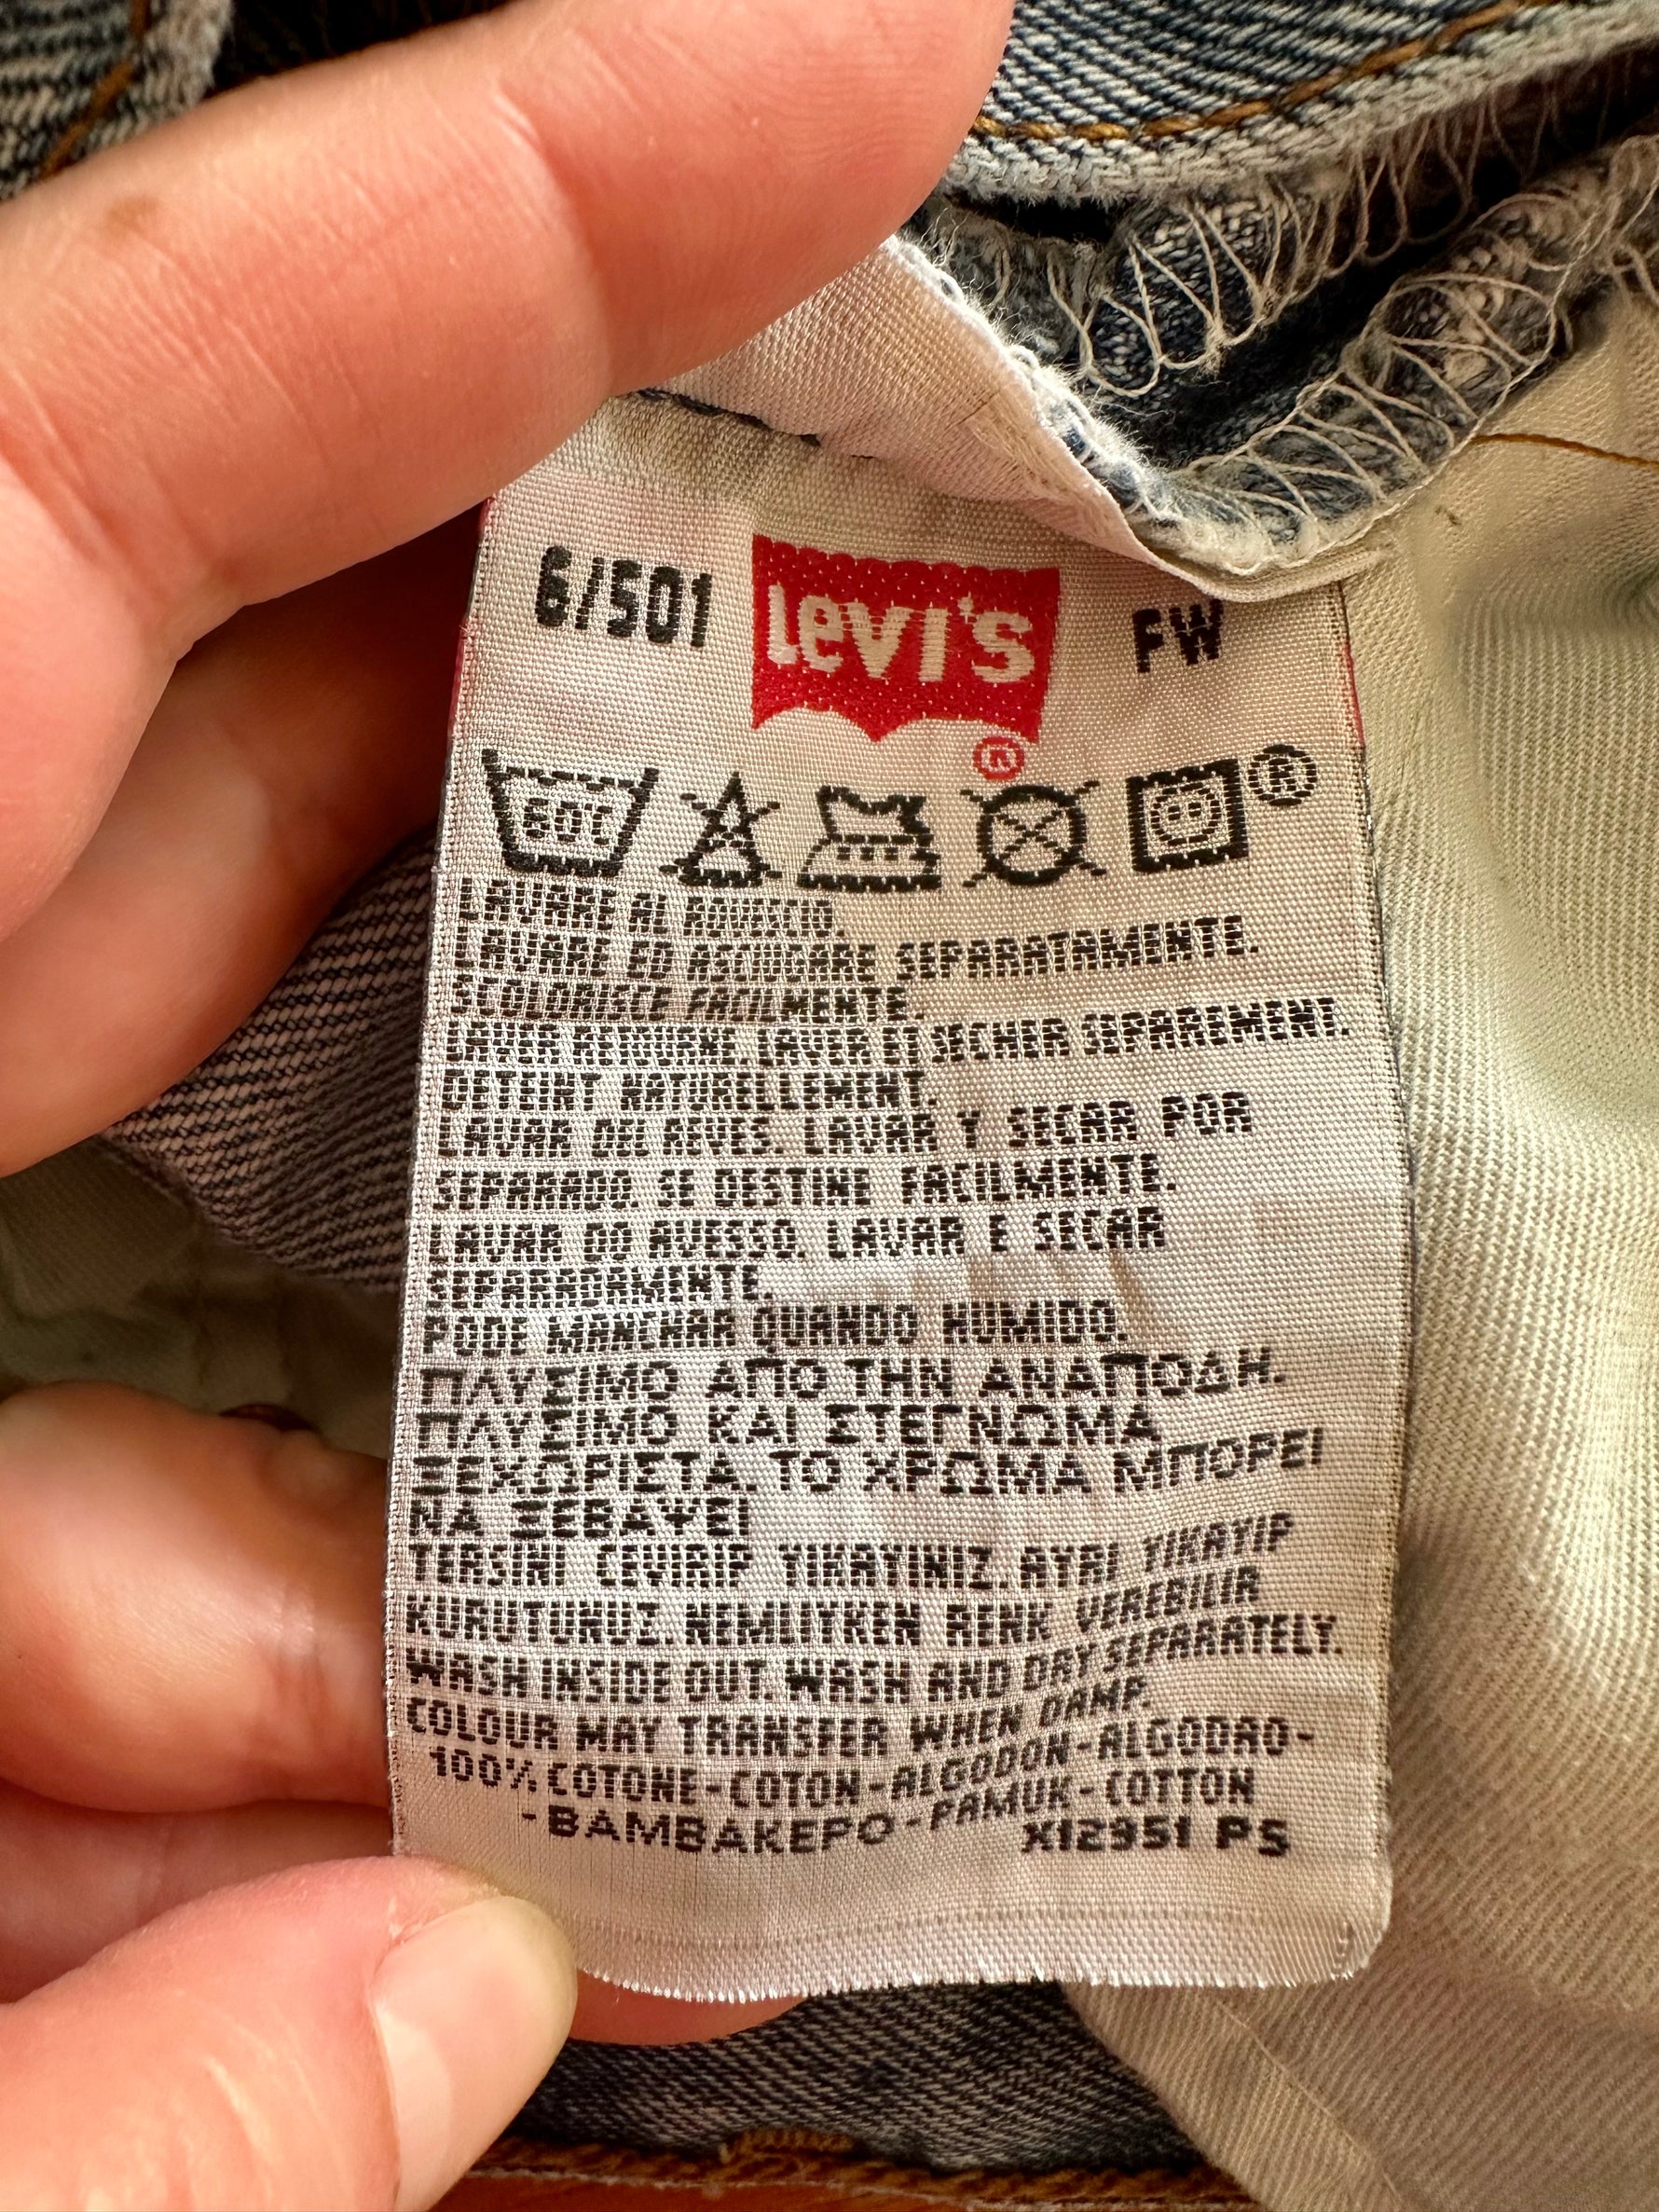 6/501 LEVI'S ® FW
60C ®
LAVARE AL ROVESCIO.
LAVARE ED ASCIUGARE SEPARATAMENTE.
SCOLORISCE FACILMENTE.
LAVER RETOURNE. LAVER ET SECHER SEPAREMENT.
DETEINT NATURELLEMENT.
LAVAR DEL REVES. LAVAR Y SECAR POR
SEPARADO. SE DESTINE FACILMENTE.
LAVAR DO AVESSO. LAVAR E SECAR
SEPARADAMENTE.
PODE MANCHAR QUANDO HUMIDO.
ΠΛΥΣΙΜΟ ΑΠΟ ΤΗΝ ΑΝΑΠΟΔΗ.
ΠΛΥΣΙΜΟ ΚΑΙ ΣΤΕΓΝΩΜΑ
ΞΕΧΩΡΙΣΤΑ. ΤΟ ΧΡΩΜΑ ΜΠΟΡΕΙ
ΝΑ ΞΕΒΑΨΕΙ
TERSINI CEVIRIP YIKAYINIZ. AYRI YIKAYIP
KURUTUNUZ. NEMLIYKEN RENK VEREBILIR
WASH INSIDE OUT. WASH AND DRY SEPARATELY.
COLOUR MAY TRANSFER WHEN DAMP.
100% COTONE-COTON-ALGODON-ALGODAO-
-ΒΑΜΒΑΚΕΡΟ-PAMUK-COTTON
X12951 PS